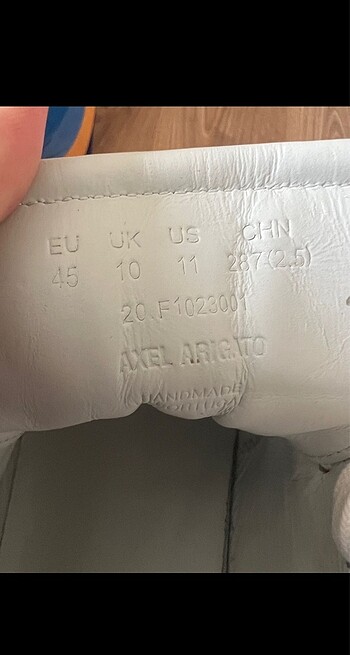 EU UK US CHN
45 10 11 287(2.5)
20.F1023001
AXEL ARIGATO
HANDMADE